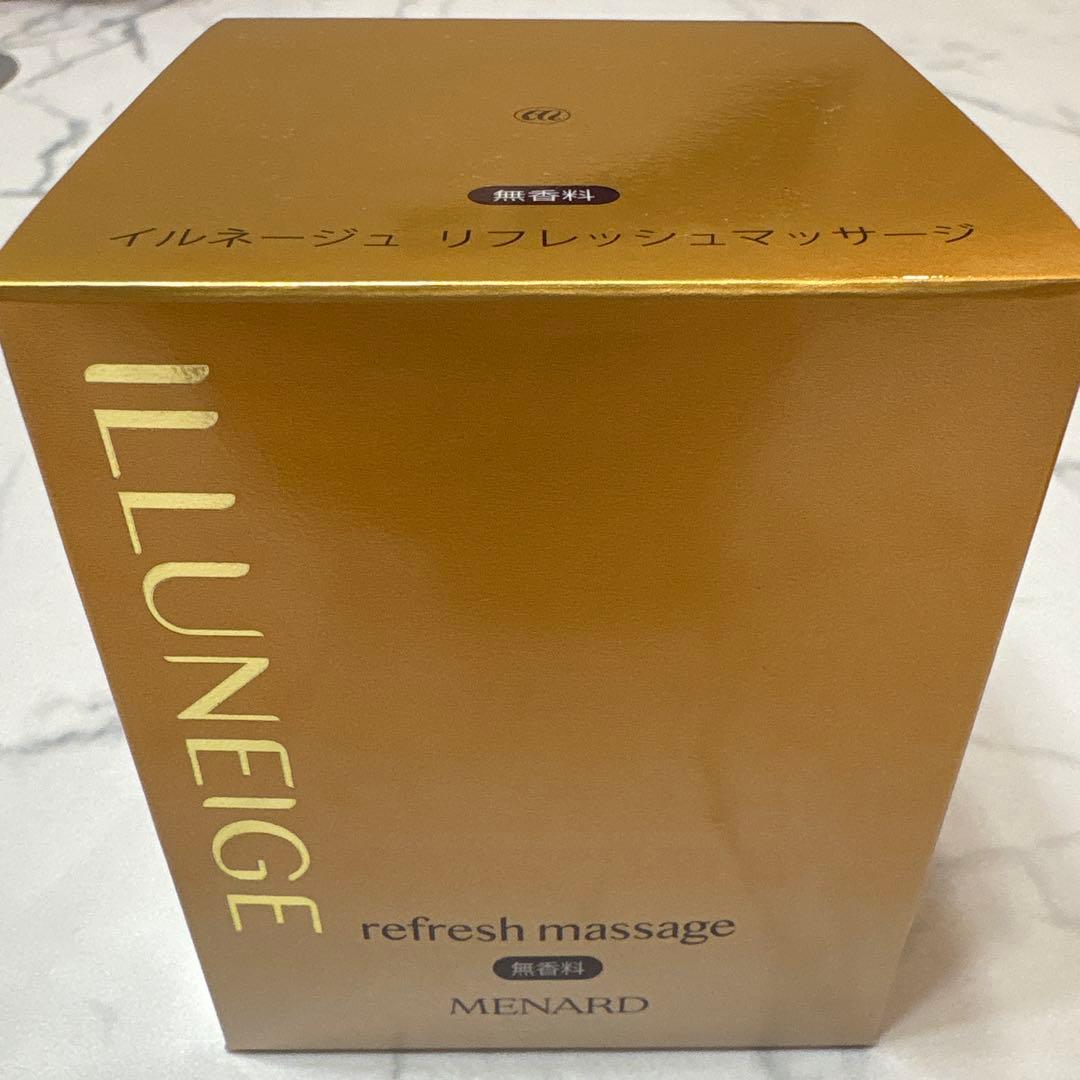 無香料
イルネージュ リフレッシュマッサージ
ILLUNEIGE
refresh massage
無香料
MENARD